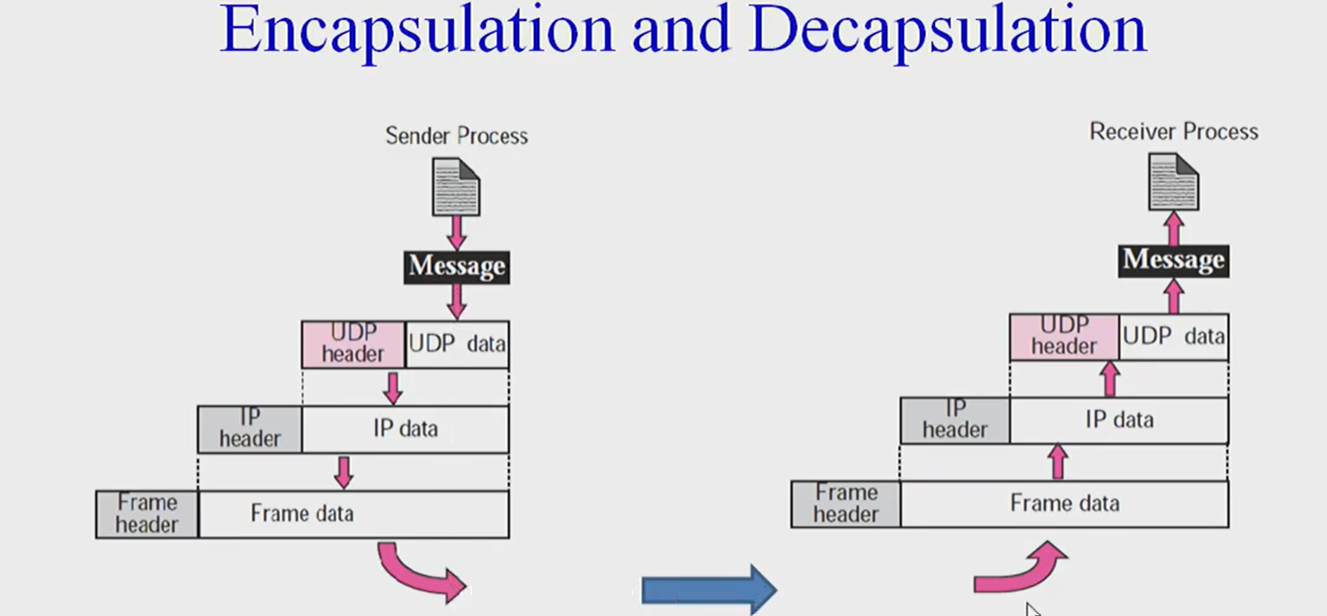 Encapsulation and Decapsulation
Sender Process
Message
UDP
header
UDP data
IP
header
IP data
Frame
header
Frame data
Receiver Process
Message
UDP
header
UDP data
IP
header
IP data
Frame
header
Frame data